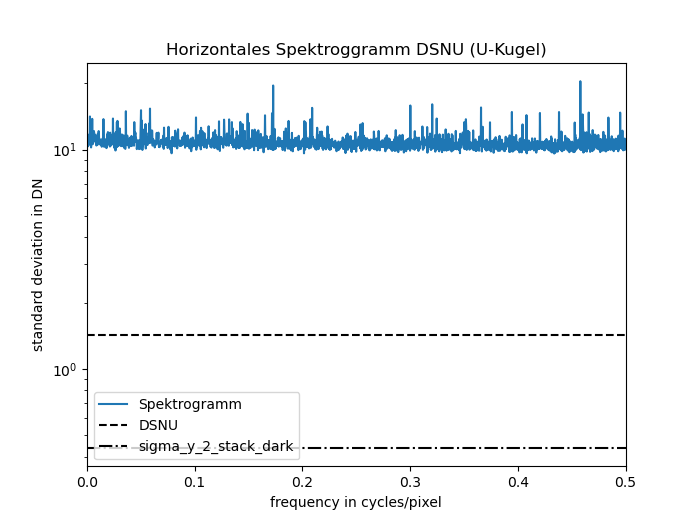 Horizontales Spektroggramm DSNU (U-Kugel)
standard deviation in DN
10¹
10⁰
Spektrogramm
DSNU
sigma_y_2_stack_dark
0.0 0.1 0.2 0.3 0.4 0.5
frequency in cycles/pixel